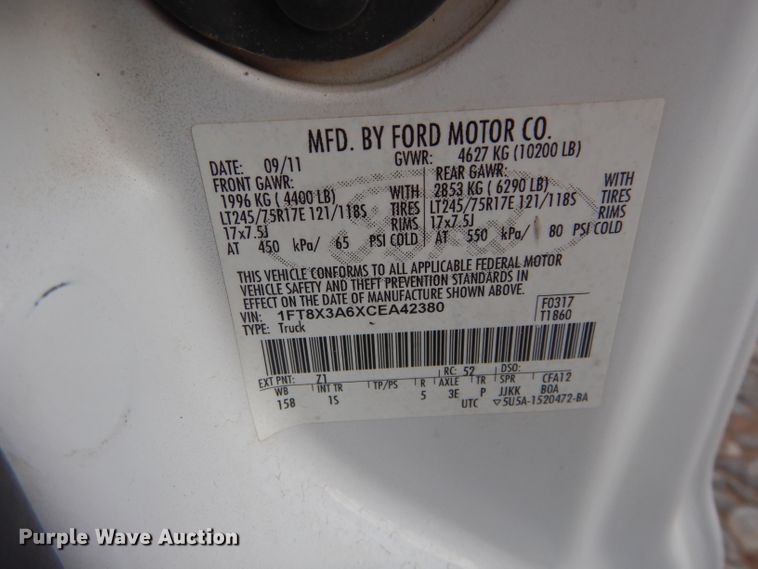 MFD. BY FORD MOTOR CO.
DATE: 09/11 GVWR: 4627 KG (10200 LB)
FRONT GAWR: REAR GAWR:
1996 KG ( 4400 LB) WITH 2853 KG ( 6290 LB) WITH
LT245/75R17E 121/118S TIRES LT245/75R17E 121/118S TIRES
17x7.5J RIMS 17x7.5J RIMS
AT 450 kPa/ 65 PSI COLD AT 550 kPa/ 80 PSI COLD
THIS VEHICLE CONFORMS TO ALL APPLICABLE FEDERAL MOTOR
VEHICLE SAFETY AND THEFT PREVENTION STANDARDS IN
EFFECT ON THE DATE OF MANUFACTURE SHOWN ABOVE.
VIN: 1FT8X3A6XCEA42380 F0317
TYPE: Truck T1860
EXT PNT: Z1 RC: 52 DSO:
WB INT TR TP/PS R AXLE TR SPR CFA12
158 1S 5 3E P JJKK BOA
UTC ▽5U5A-1520472-BA
Ford
Purple Wave Auction